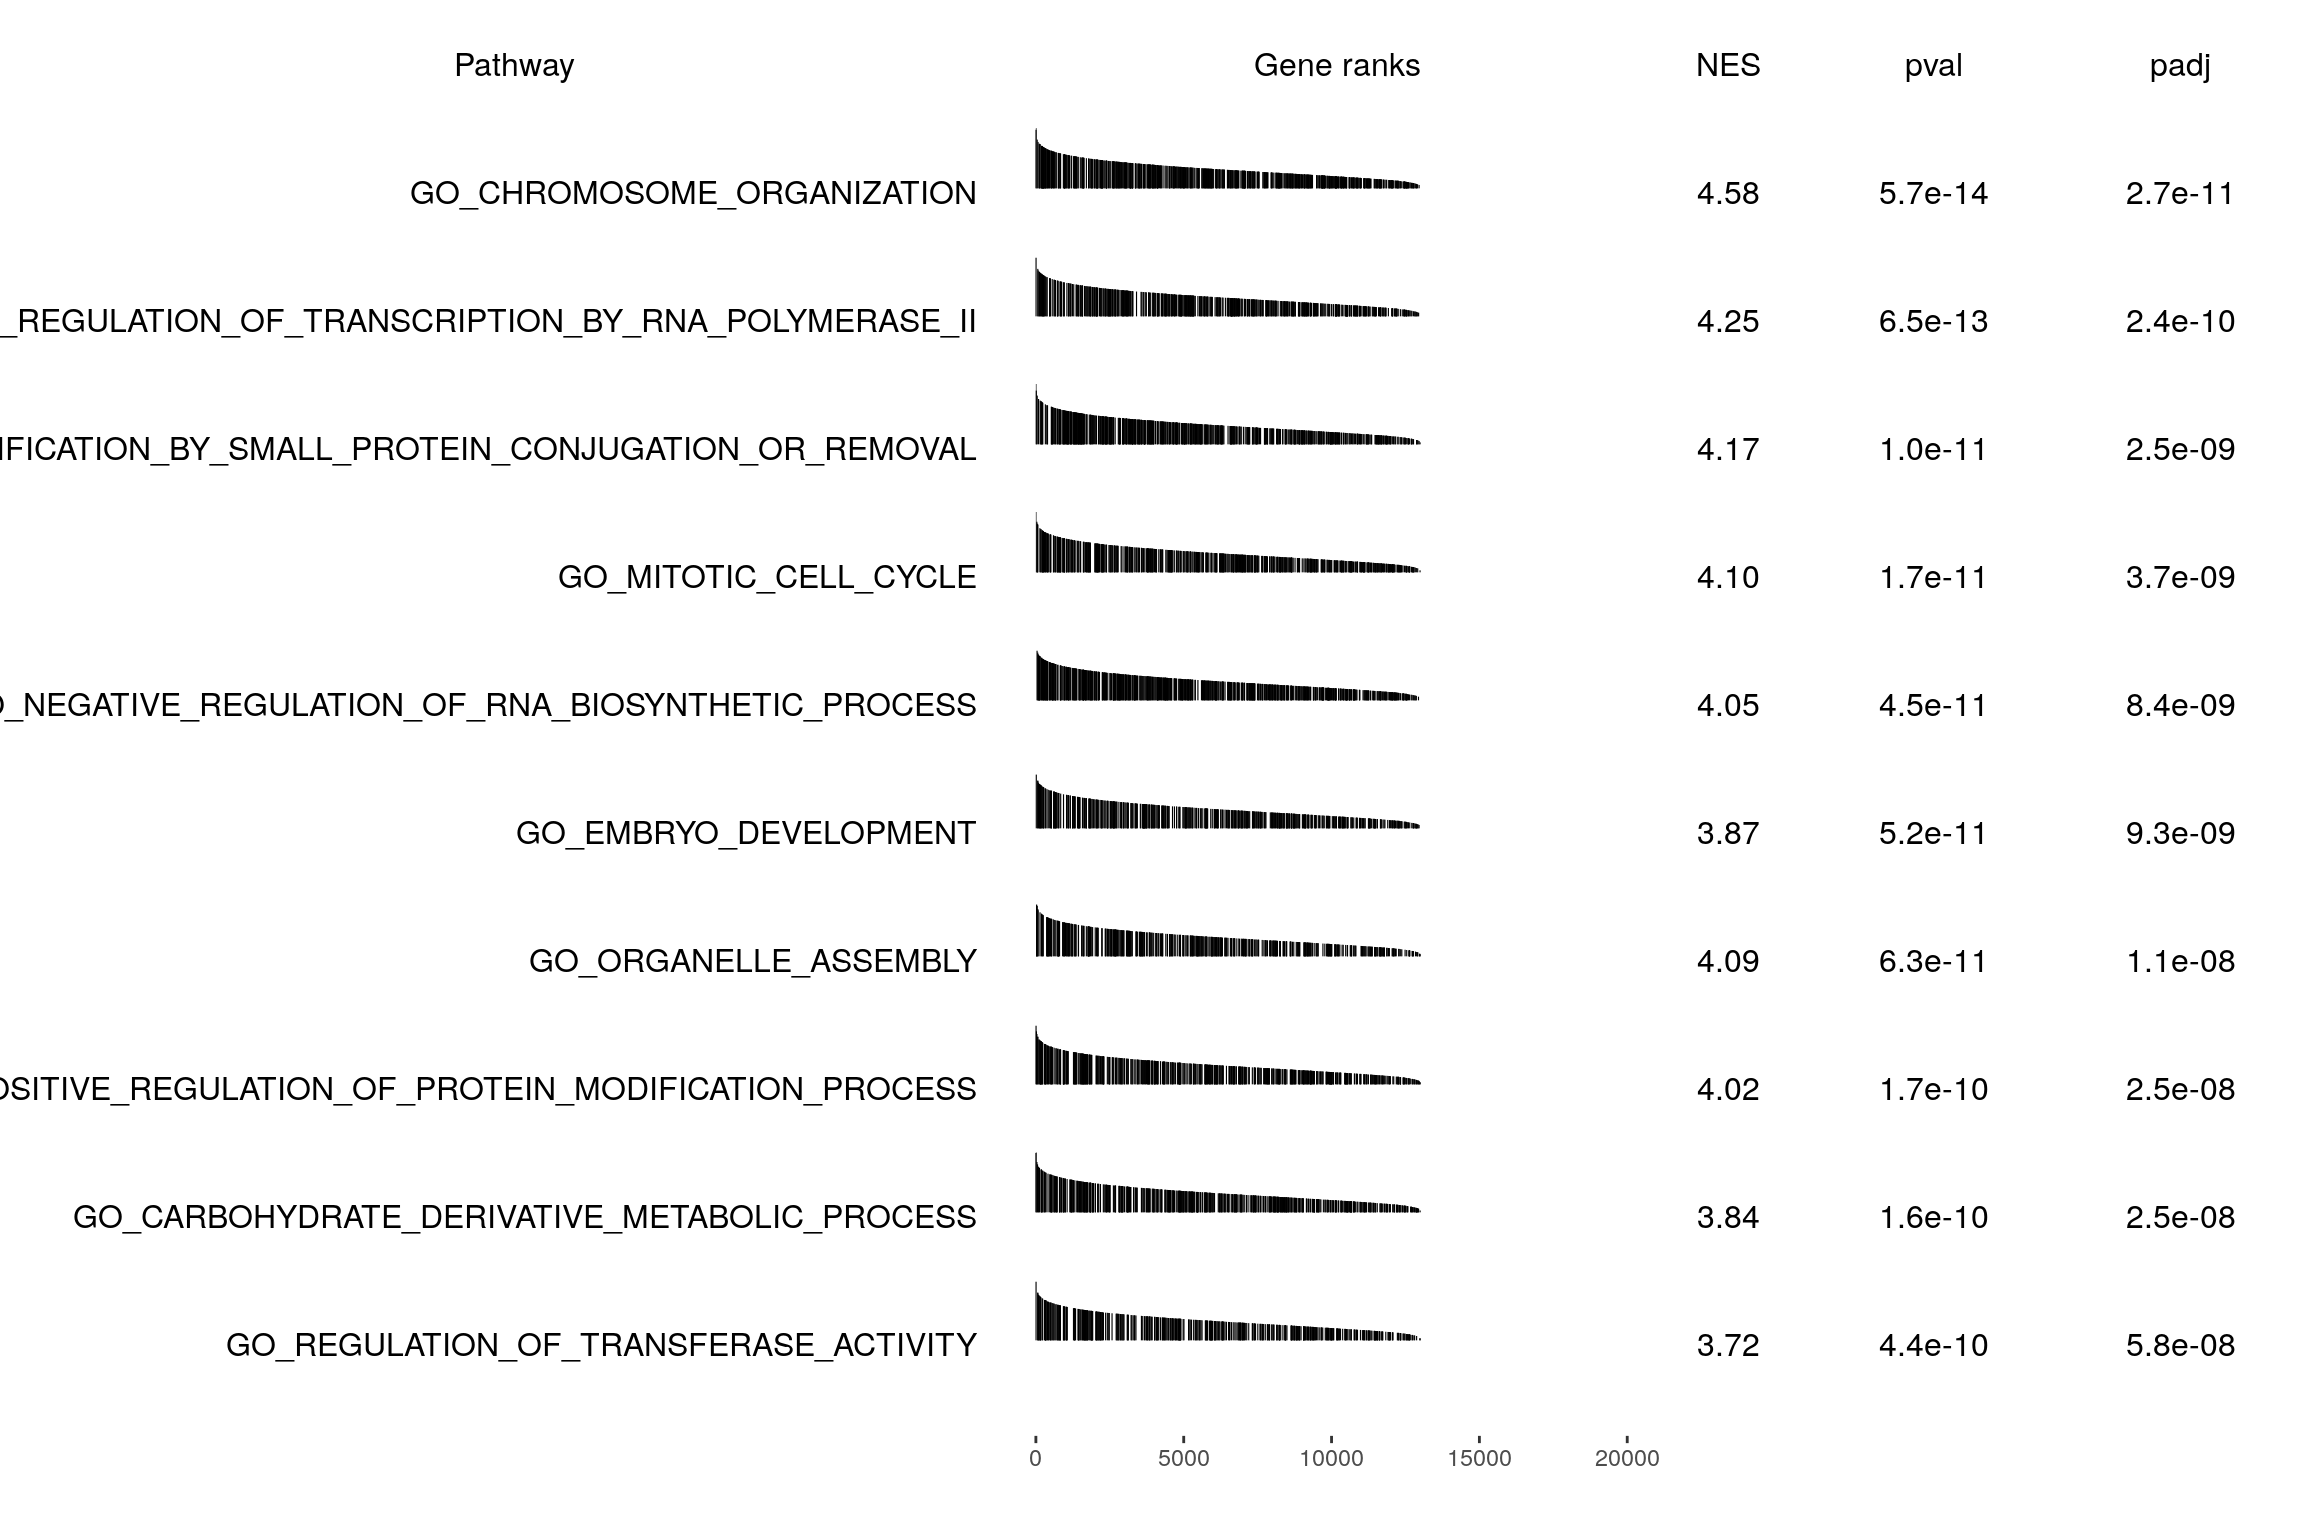 Pathway Gene ranks NES pval padj
GO_CHROMOSOME_ORGANIZATION 4.58 5.7e-14 2.7e-11
_REGULATION_OF_TRANSCRIPTION_BY_RNA_POLYMERASE_II 4.25 6.5e-13 2.4e-10
IFICATION_BY_SMALL_PROTEIN_CONJUGATION_OR_REMOVAL 4.17 1.0e-11 2.5e-09
GO_MITOTIC_CELL_CYCLE 4.10 1.7e-11 3.7e-09
O_NEGATIVE_REGULATION_OF_RNA_BIOSYNTHETIC_PROCESS 4.05 4.5e-11 8.4e-09
GO_EMBRYO_DEVELOPMENT 3.87 5.2e-11 9.3e-09
GO_ORGANELLE_ASSEMBLY 4.09 6.3e-11 1.1e-08
OSITIVE_REGULATION_OF_PROTEIN_MODIFICATION_PROCESS 4.02 1.7e-10 2.5e-08
GO_CARBOHYDRATE_DERIVATIVE_METABOLIC_PROCESS 3.84 1.6e-10 2.5e-08
GO_REGULATION_OF_TRANSFERASE_ACTIVITY 3.72 4.4e-10 5.8e-08
0 5000 10000 15000 20000